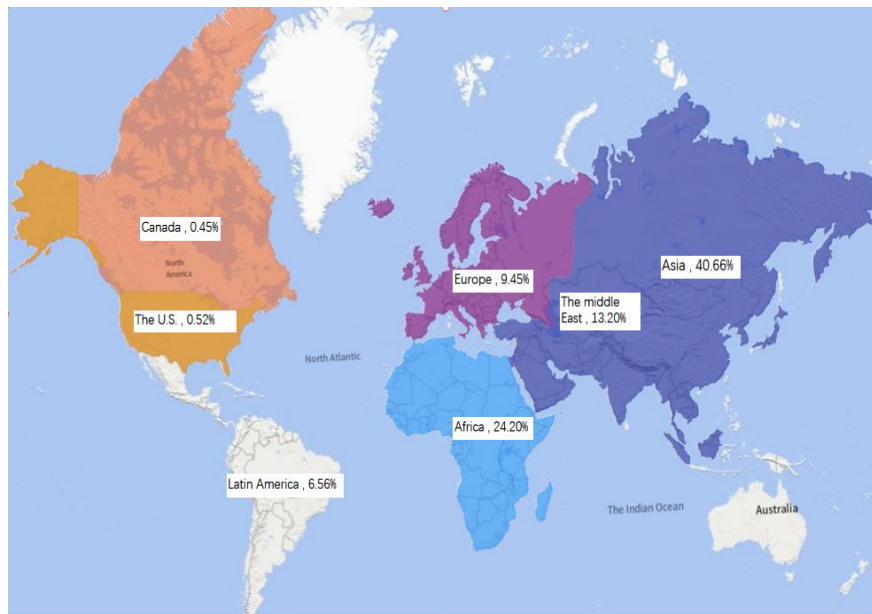 Canada , 0.45%
North
America
The U.S. , 0.52%
North Atlantic
Latin America , 6.56%
Europe , 9.45%
Asia , 40.66%
The middle
East , 13.20%
Africa , 24.20%
The Indian Ocean
Australia